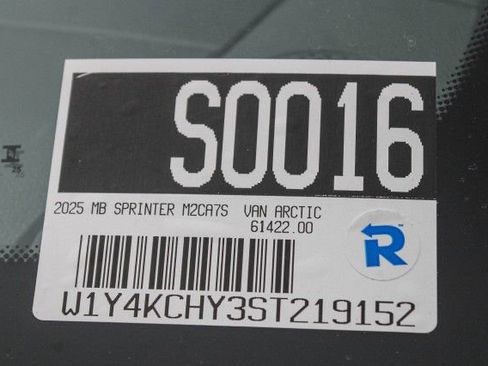 S0016
2025 MB SPRINTER M2CA7S VAN ARCTIC
61422.00
R
W1Y4KCHY3ST219152